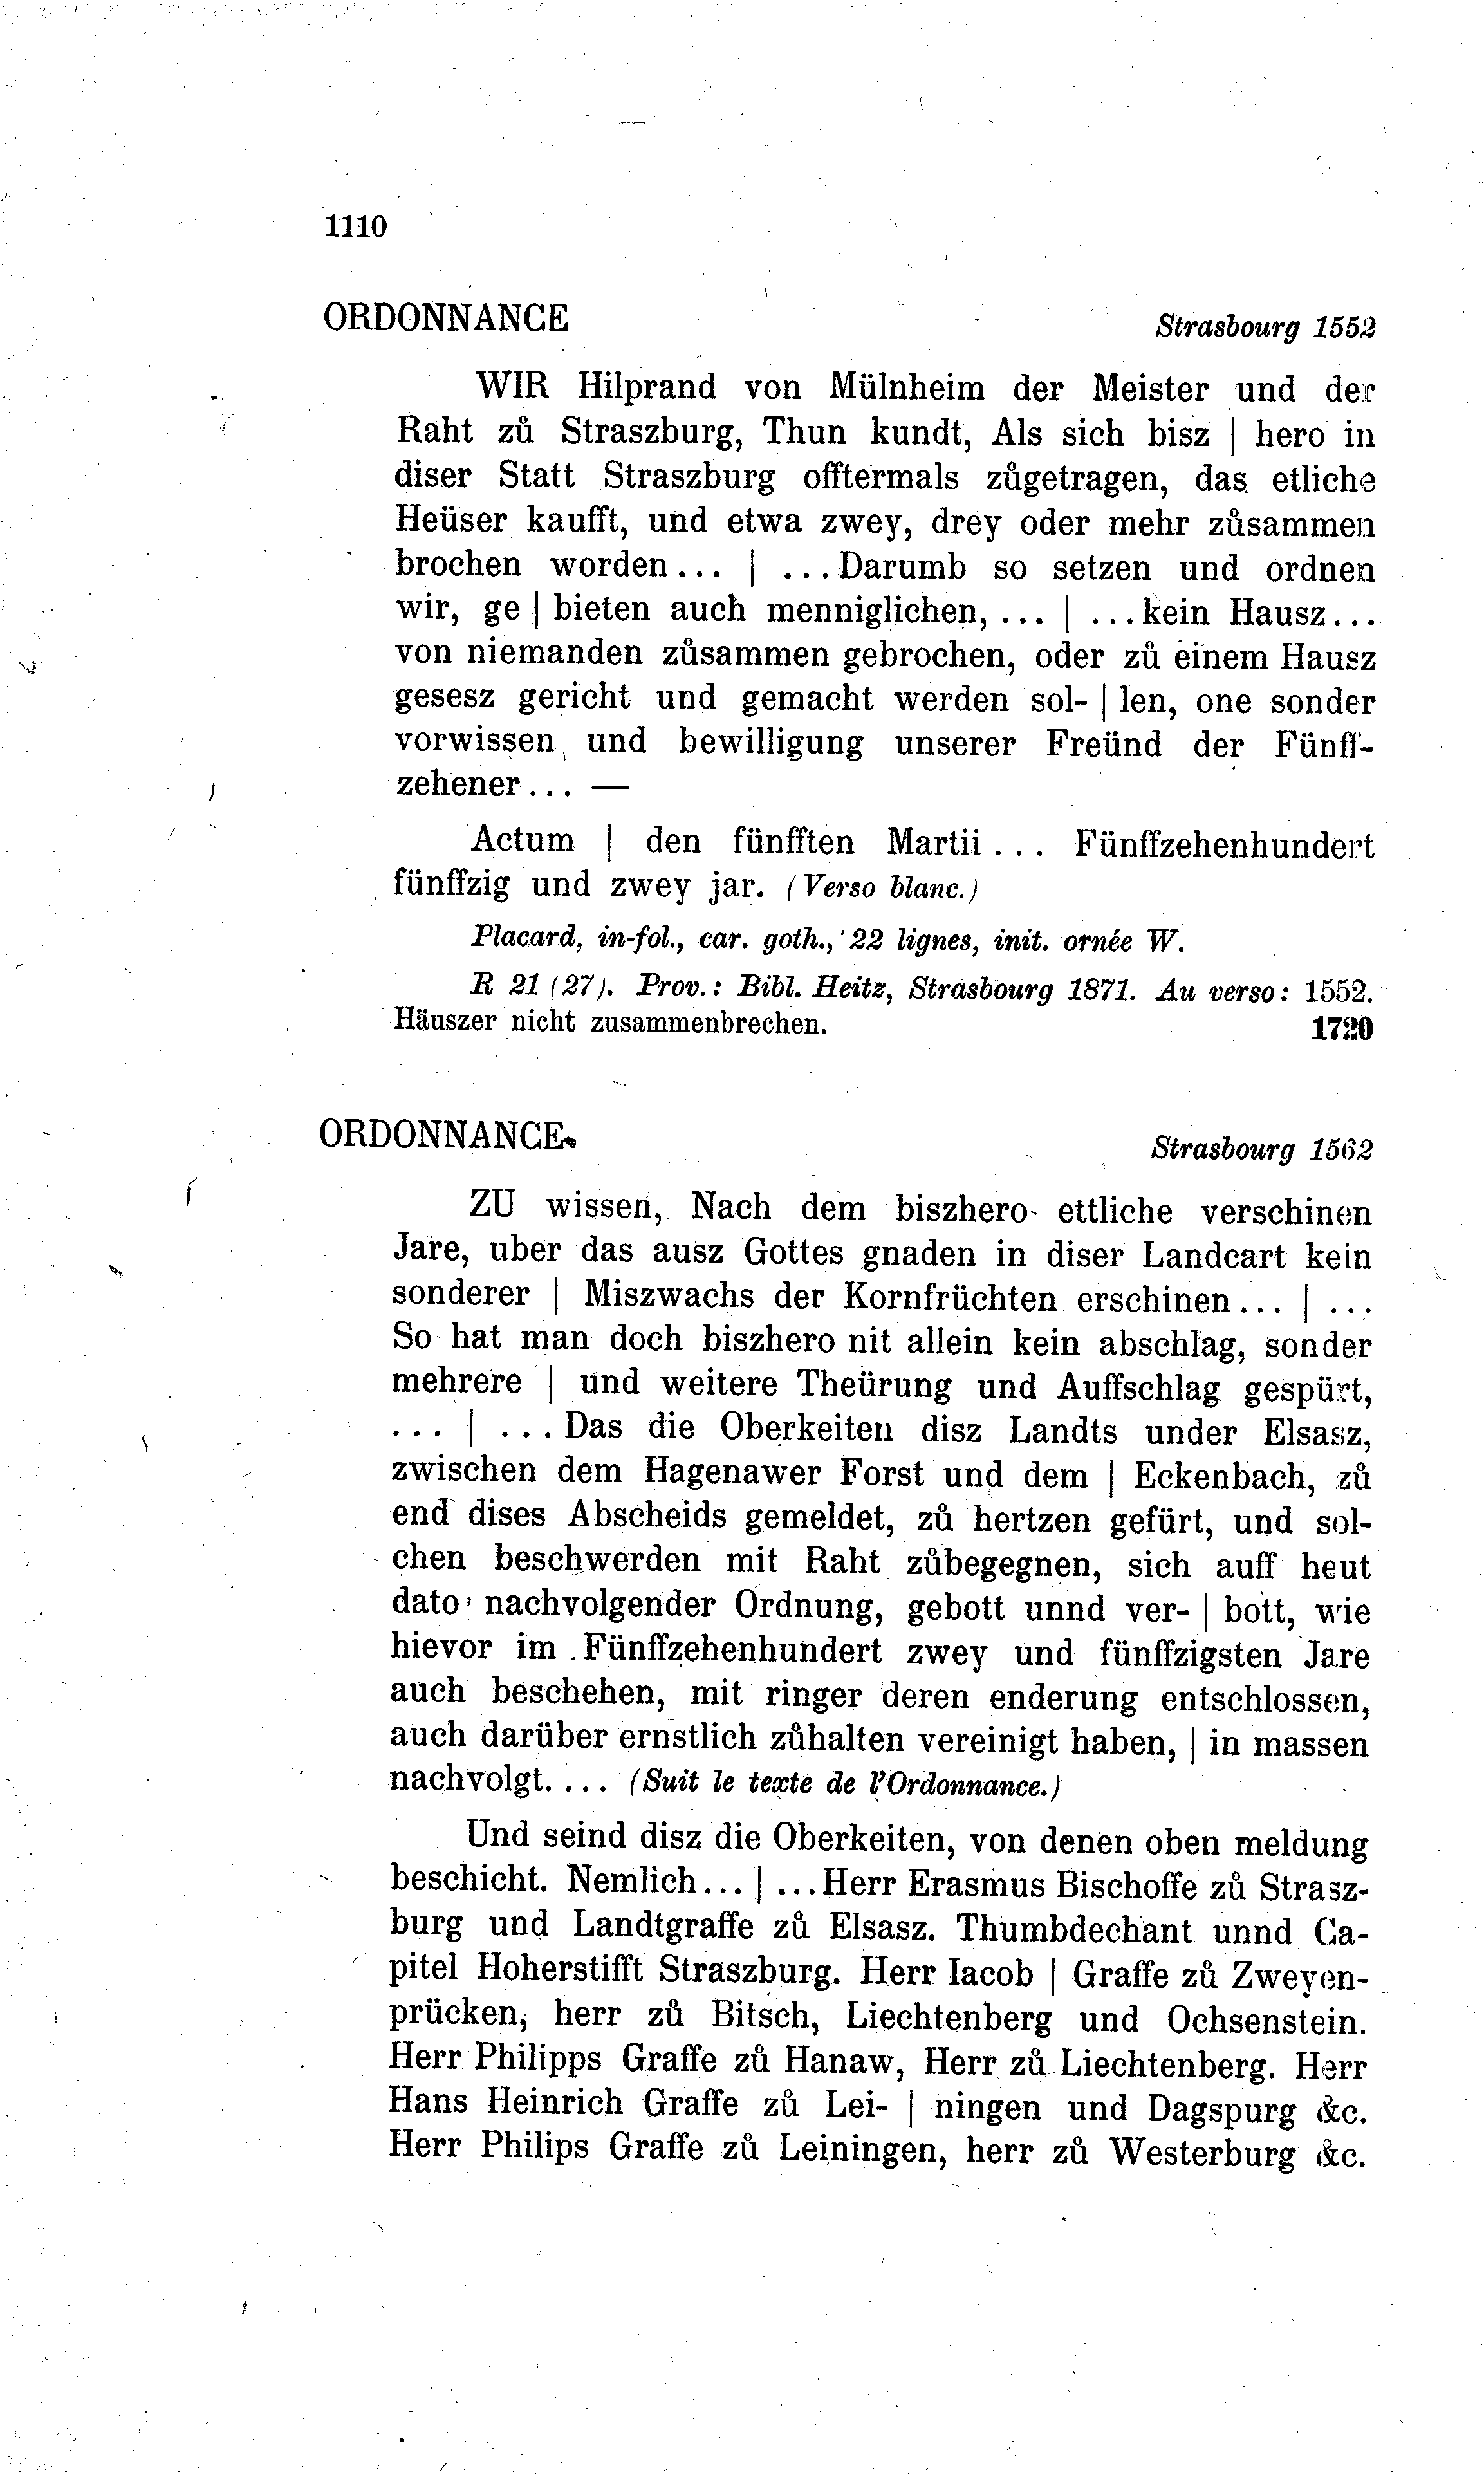 1110
ORDONNANCE
Strasbourg 1552
WIR Hilprand von Mülnheim der Meister und der
Raht zů Straszburg, Thun kundt, Als sich bisz | hero in
diser Statt Straszburg offtermals zůgetragen, das etliche
Heüser kaufft, und etwa zwey, drey oder mehr zůsammen
brochen worden... | ...Darumb so setzen und ordnen
wir, ge | bieten auch menniglichen, ... | ...kein Hausz...
von niemanden zůsammen gebrochen, oder zů einem Hausz
gesesz gericht und gemacht werden sol- | len, one sonder
vorwissen und bewilligung unserer Freünd der Fünff-
zehener... —
Actum | den fünfften Martii... Fünffzehenhundert
fünffzig und zwey jar. (Verso blanc.)
Placard, in-fol., car. goth., 22 lignes, init. ornée W.
R 21 (27). Prov.: Bibl. Heitz, Strasbourg 1871. Au verso: 1552.
Häuszer nicht zusammenbrechen. 1720
ORDONNANCE
Strasbourg 1562
ZU wissen, Nach dem biszhero ettliche verschinen
Jare, uber das ausz Gottes gnaden in diser Landcart kein
sonderer | Miszwachs der Kornfrüchten erschinen... | ...
So hat man doch biszhero nit allein kein abschlag, sonder
mehrere | und weitere Theürung und Auffschlag gespürt,
... | ...Das die Oberkeiten disz Landts under Elsasz,
zwischen dem Hagenawer Forst und dem | Eckenbach, zů
end dises Abscheids gemeldet, zů hertzen gefürt, und sol-
chen beschwerden mit Raht zůbegegnen, sich auff heut
dato nachvolgender Ordnung, gebott unnd ver- | bott, wie
hievor im Fünffzehenhundert zwey und fünffzigsten Jare
auch beschehen, mit ringer deren enderung entschlossen,
auch darüber ernstlich zůhalten vereinigt haben, | in massen
nachvolgt. ... (Suit le texte de l'Ordonnance.)
Und seind disz die Oberkeiten, von denen oben meldung
beschicht. Nemlich... | ...Herr Erasmus Bischoffe zů Strasz-
burg und Landtgraffe zů Elsasz. Thumbdechant unnd Ca-
pitel Hoherstifft Straszburg. Herr Iacob | Graffe zů Zweyen-
prücken, herr zů Bitsch, Liechtenberg und Ochsenstein.
Herr Philipps Graffe zů Hanaw, Herr zů Liechtenberg. Herr
Hans Heinrich Graffe zů Lei- | ningen und Dagspurg &c.
Herr Philips Graffe zů Leiningen, herr zů Westerburg &c.